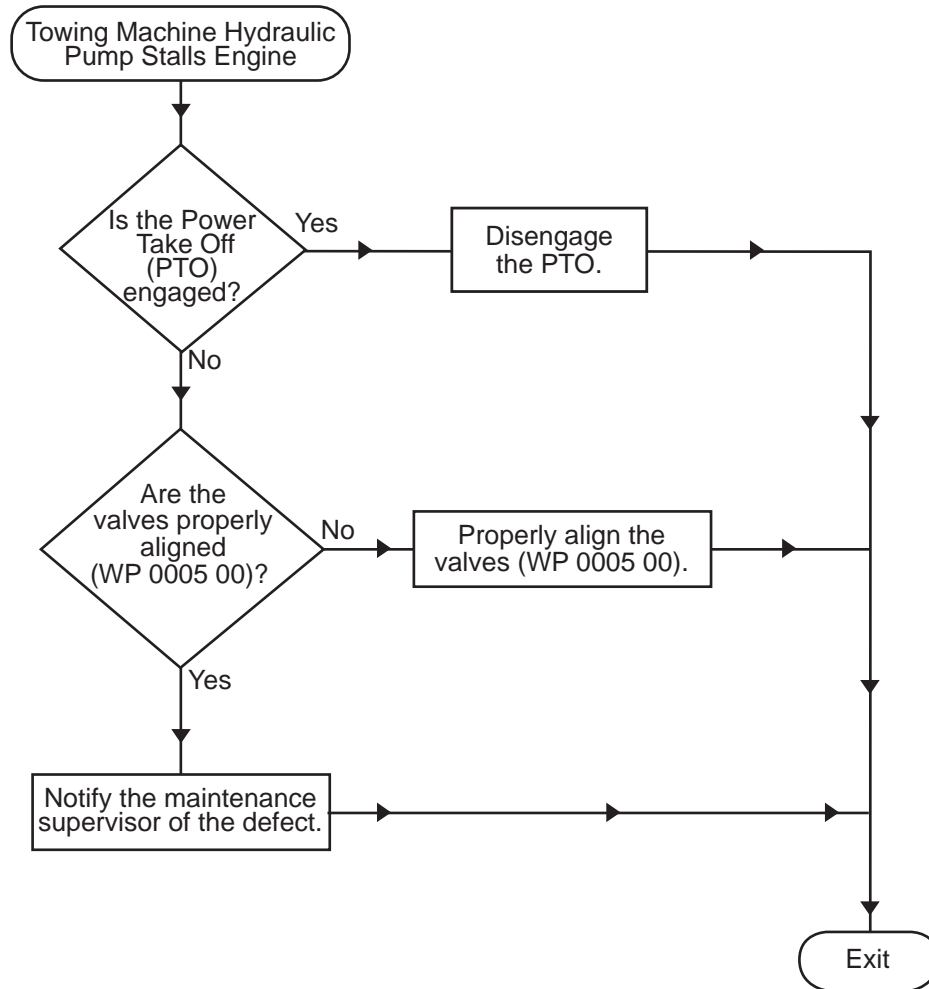 Towing Machine Hydraulic
Pump Stalls Engine
Is the Power
Take Off
(PTO)
engaged?
Yes
Disengage
the PTO.
No
Are the
valves properly
aligned
(WP 0005 00)?
No
Properly align the
valves (WP 0005 00).
Yes
Notify the maintenance
supervisor of the defect.
Exit